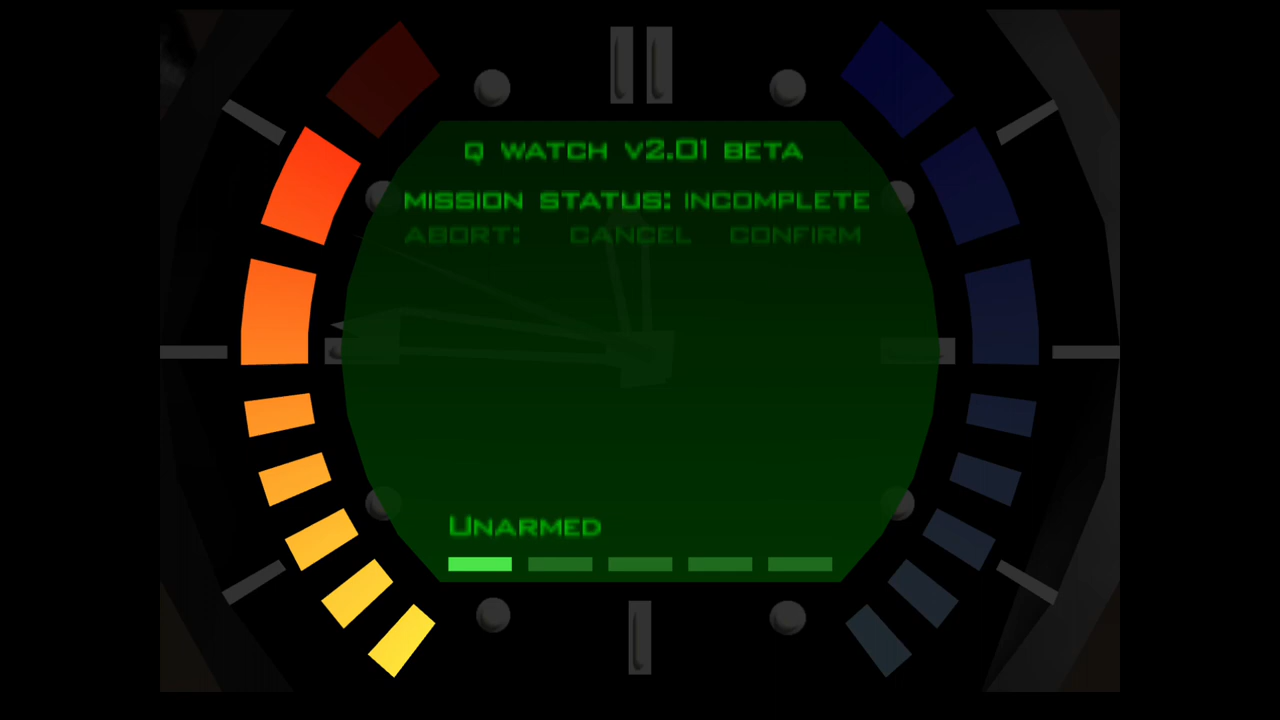 Q WATCH V2.01 BETA
MISSION STATUS: INCOMPLETE
ABORT: CANCEL CONFIRM
UNARMED